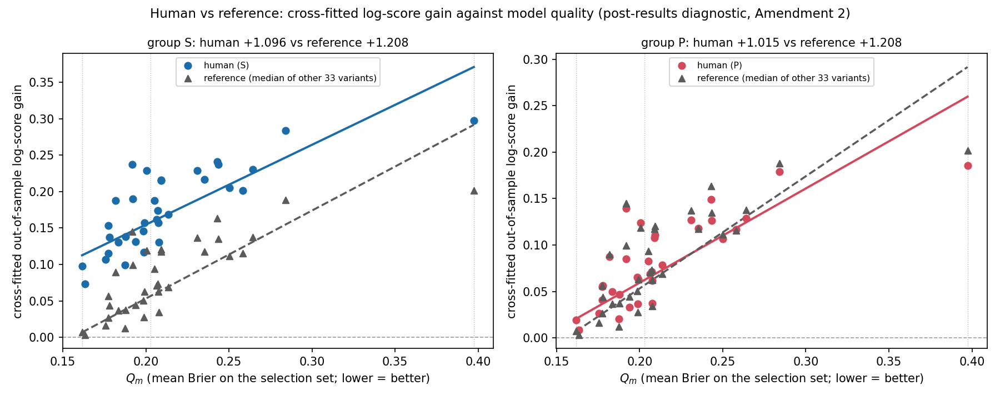 Human vs reference: cross-fitted log-score gain against model quality (post-results diagnostic, Amendment 2)
group S: human +1.096 vs reference +1.208
human (S)
reference (median of other 33 variants)
cross-fitted out-of-sample log-score gain
0.35
0.30
0.25
0.20
0.15
0.10
0.05
0.00
0.15 0.20 0.25 0.30 0.35 0.40
Qm (mean Brier on the selection set; lower = better)
group P: human +1.015 vs reference +1.208
human (P)
reference (median of other 33 variants)
cross-fitted out-of-sample log-score gain
0.30
0.25
0.20
0.15
0.10
0.05
0.00
0.15 0.20 0.25 0.30 0.35 0.40
Qm (mean Brier on the selection set; lower = better)